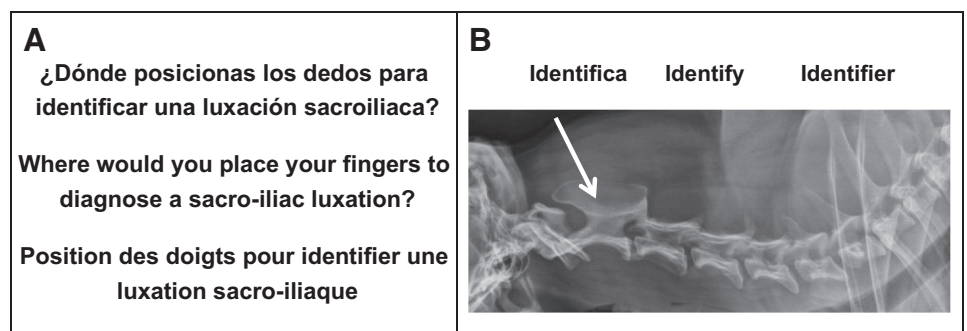 A
¿Dónde posicionas los dedos para
identificar una luxación sacroiliaca?
Where would you place your fingers to
diagnose a sacro-iliac luxation?
Position des doigts pour identifier une
luxation sacro-iliaque
B
Identifica Identify Identifier